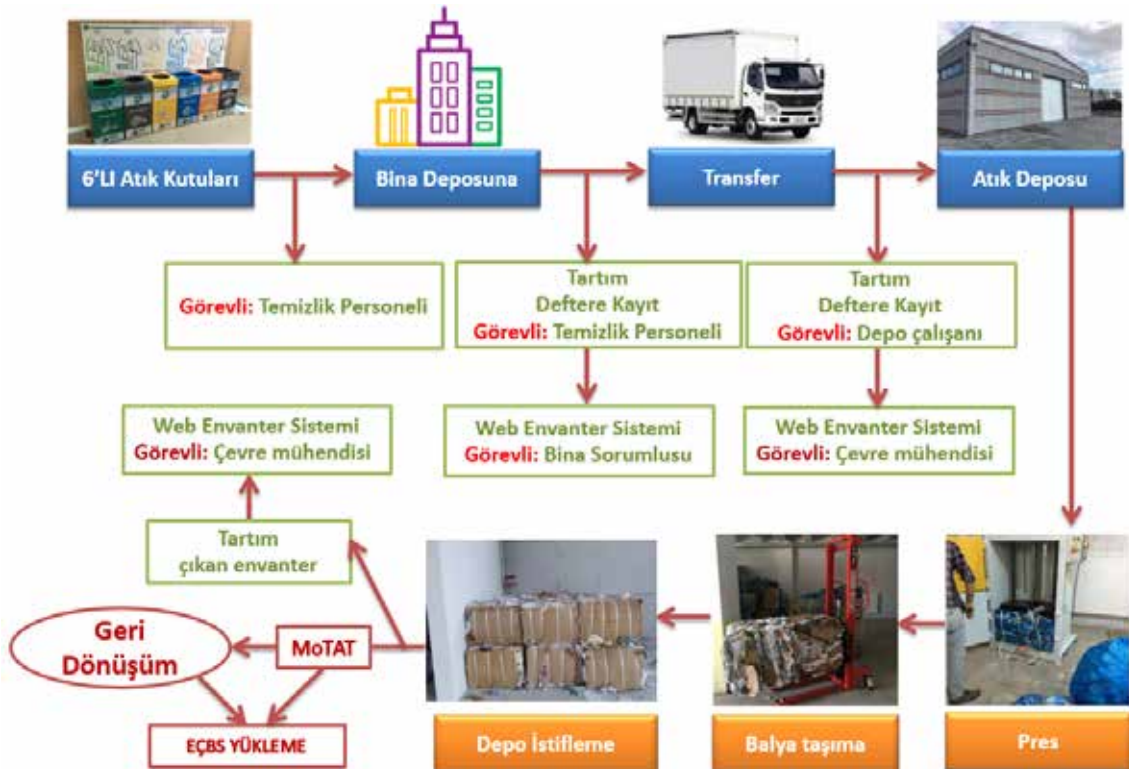 6'LI Atık Kutuları
Bina Deposuna
Transfer
Atık Deposu
Görevli: Temizlik Personeli
Tartım
Deftere Kayıt
Görevli: Temizlik Personeli
Tartım
Deftere Kayıt
Görevli: Depo çalışanı
Web Envanter Sistemi
Görevli: Çevre mühendisi
Web Envanter Sistemi
Görevli: Bina Sorumlusu
Web Envanter Sistemi
Görevli: Çevre mühendisi
Tartım
çıkan envanter
Geri
Dönüşüm
MoTAT
EÇBS YÜKLEME
Depo İstifleme
Balya taşıma
Pres